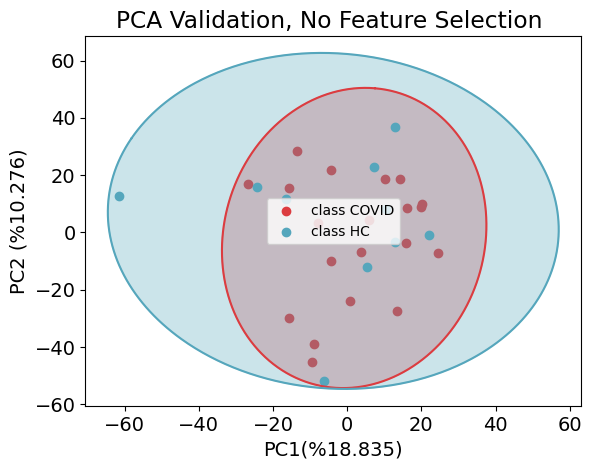 PCA Validation, No Feature Selection
60
40
20
0
−20
−40
−60
PC2 (%10.276)
class COVID
class HC
−60 −40 −20 0 20 40 60
PC1(%18.835)